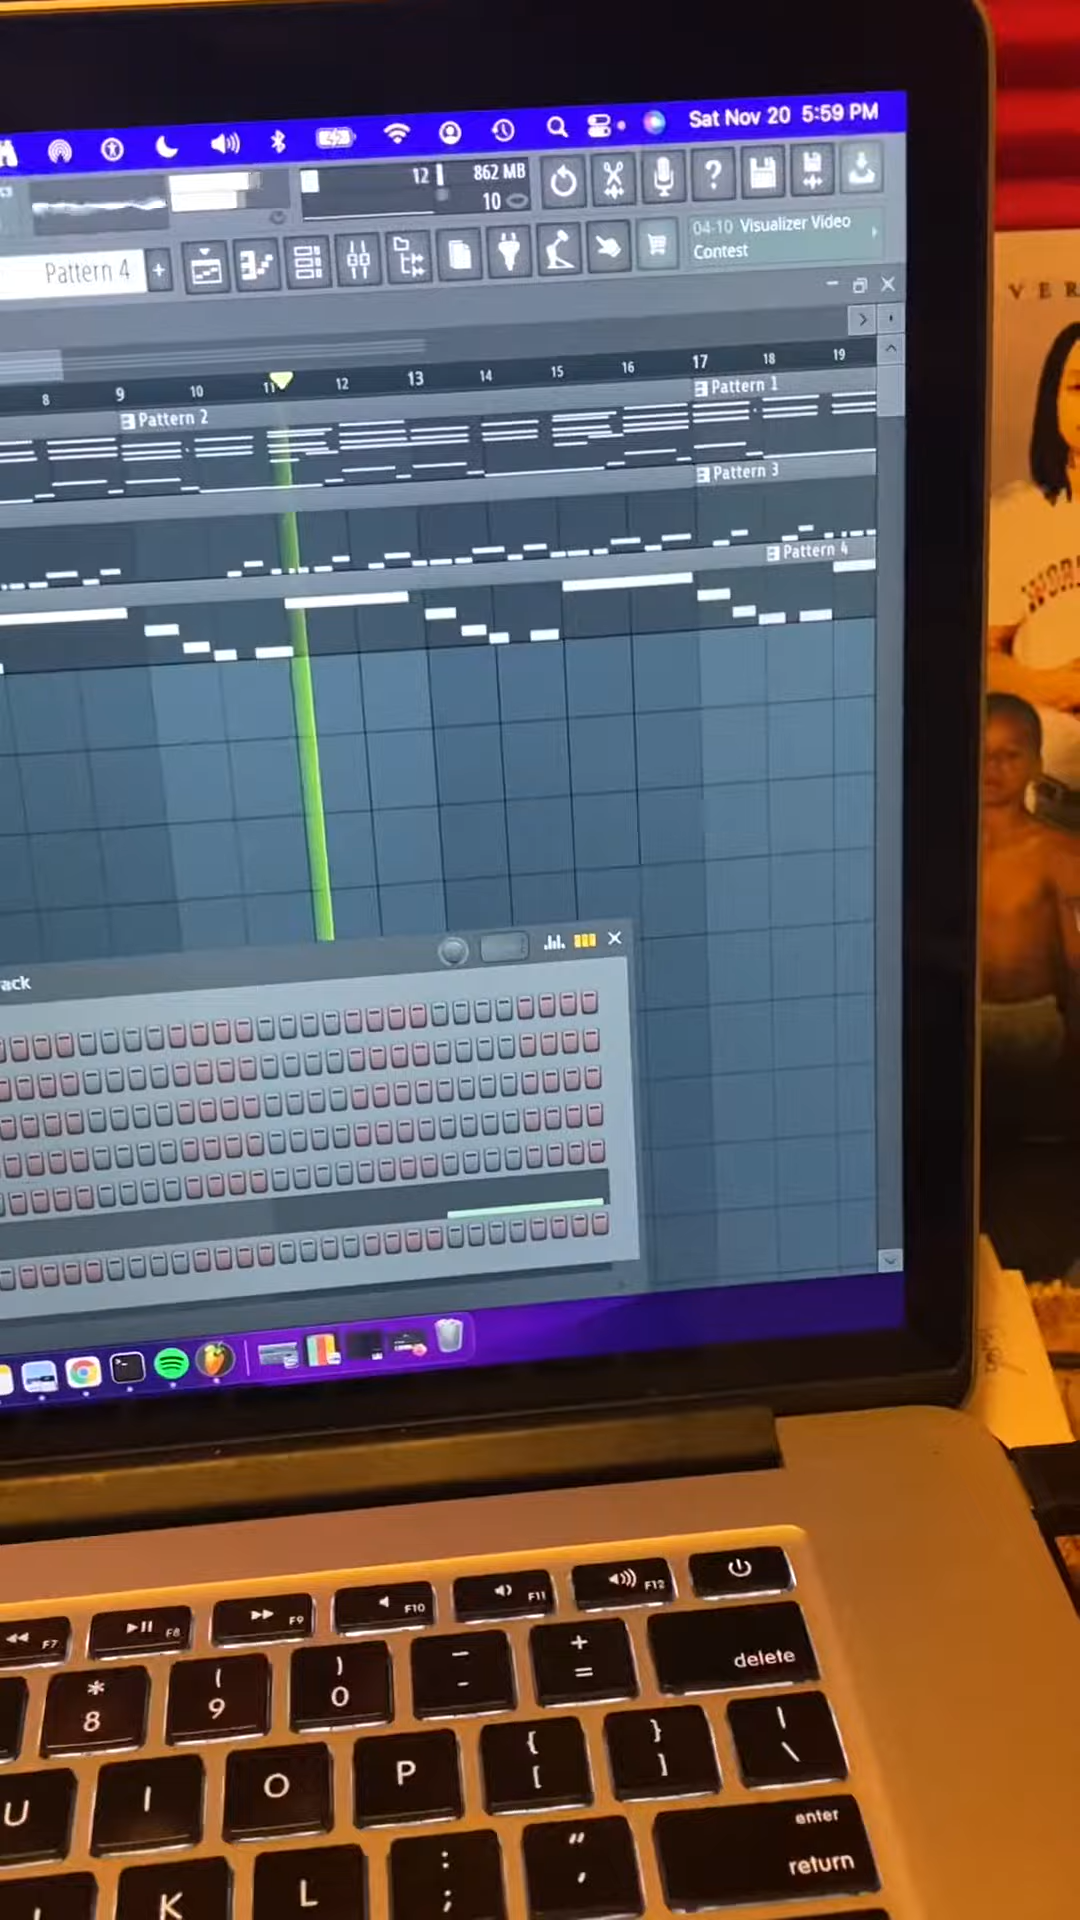 Sat Nov 20 5:59 PM
12
862 MB
10
04-10 Visualizer Video
Contest
Pattern 4
8 9 10 11 12 13 14 15 16 17 18 19
Pattern 2
Pattern 1
Pattern 3
Pattern 4
ack
VER
WOR
F7 F8 F9 F10 F11 F12
* 8 ( 9 ) 0 - - + = delete
U I O P { [ } ] | \
K L : ; " ' enter
return